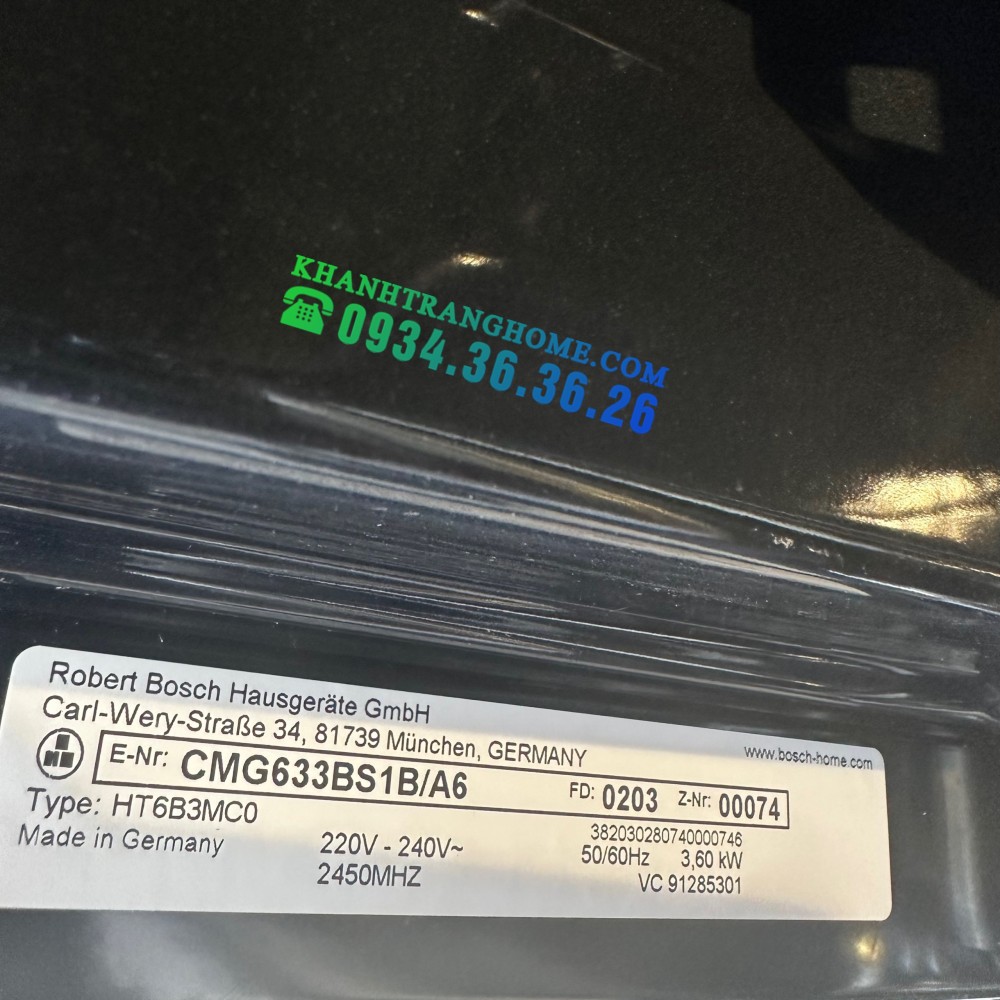 KHANHTRANGHOME.COM
0934.36.36.26
Robert Bosch Hausgeräte GmbH
Carl-Wery-Straße 34, 81739 München, GERMANY
www.bosch-home.com
E-Nr: CMG633BS1B/A6 FD: 0203 Z-Nr: 00074
Type: HT6B3MC0 382030280740000746
Made in Germany 220V - 240V~ 50/60Hz 3,60 kW
2450MHZ VC 91285301